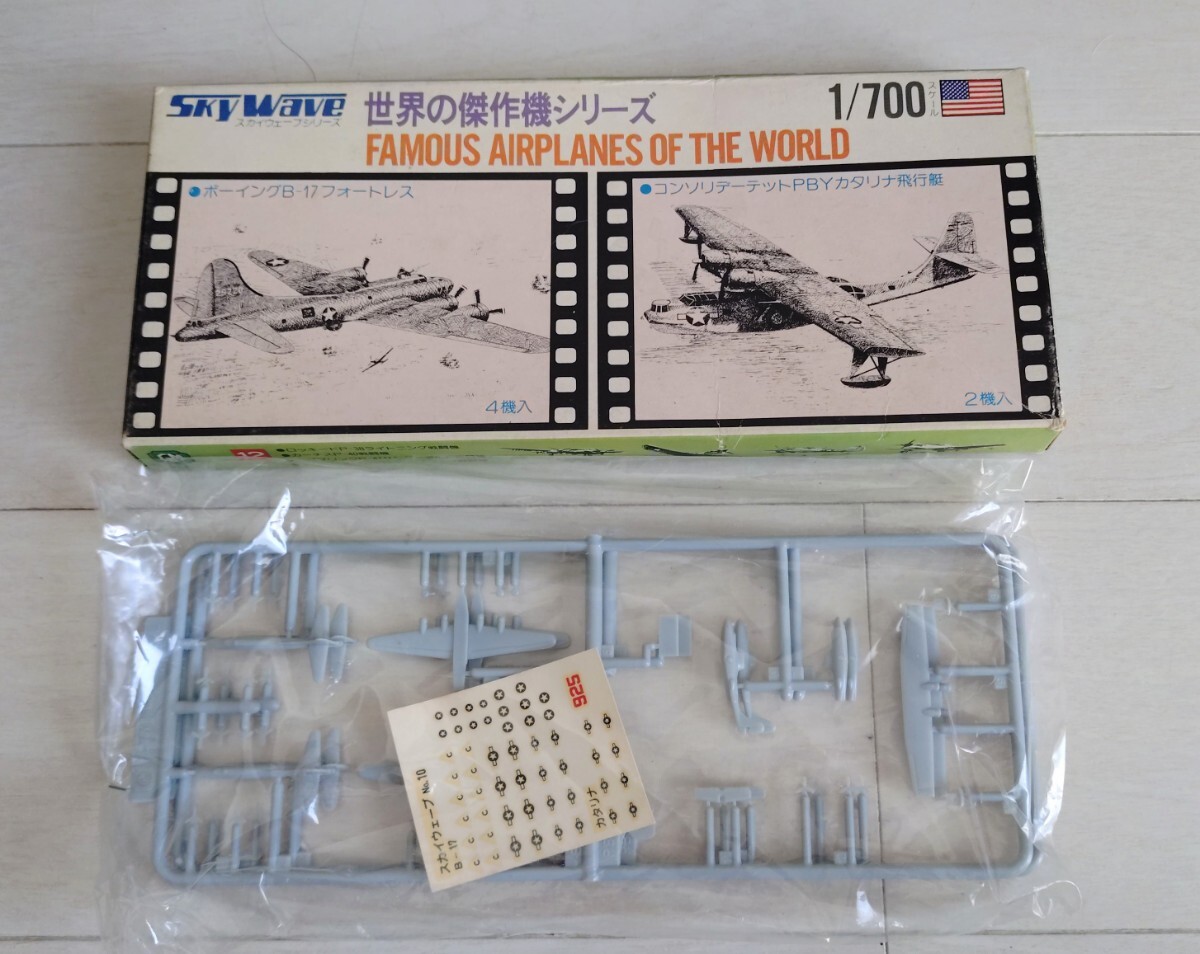 SKY WAVE
スカイウェーブシリーズ
世界の傑作機シリーズ
1/700
スケール
FAMOUS AIRPLANES OF THE WORLD
●ボーイングB-17フォートレス
4機入
●コンソリデーテットPBYカタリナ飛行艇
2機入
12
925
スカイウェーブ No.10
B-17
カタリナ